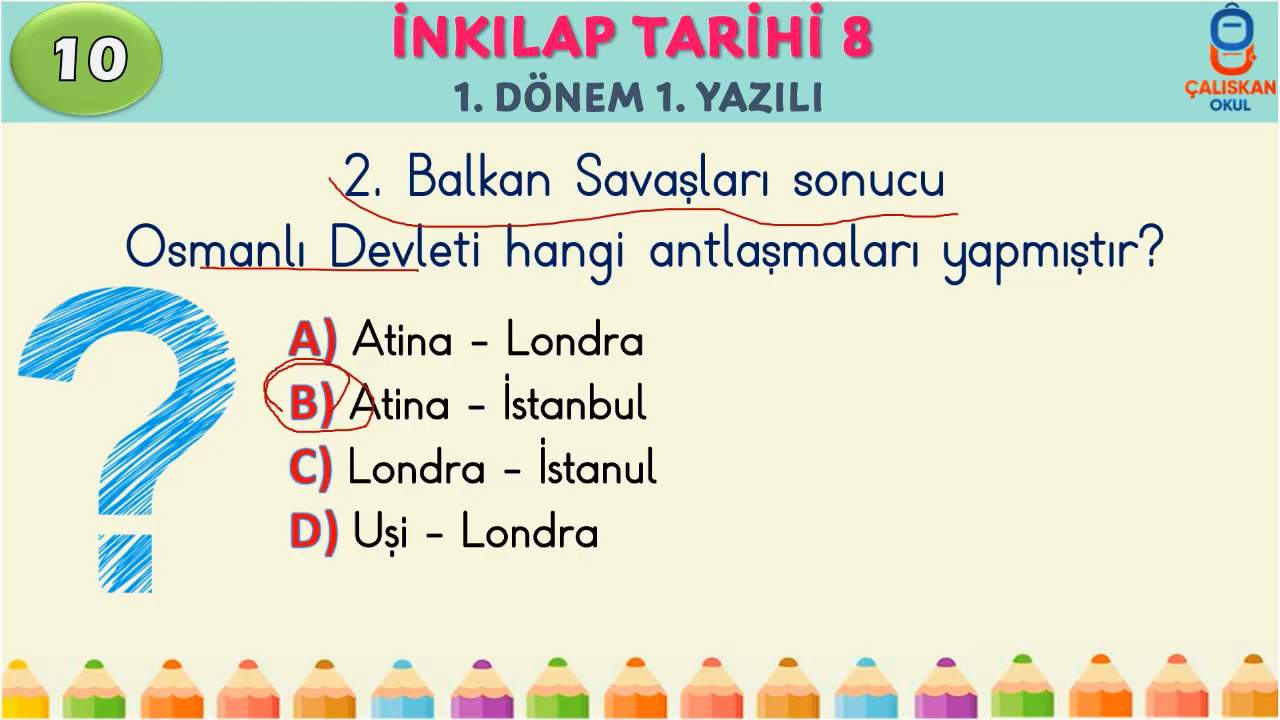 10
İNKILAP TARİHİ 8
1. DÖNEM 1. YAZILI
ÇALISKAN
OKUL
2. Balkan Savaşları sonucu
Osmanlı Devleti hangi antlaşmaları yapmıştır?
A) Atina - Londra
B) Atina - İstanbul
C) Londra - İstanul
D) Uşi - Londra